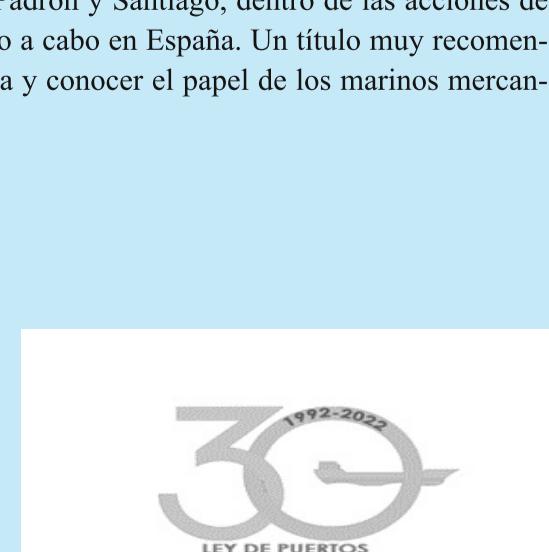 Padrón y Santiago, dentro de las acciones de
o a cabo en España. Un título muy recomen-
a y conocer el papel de los marinos mercan-
1992-2022
30
LEY DE PUERTOS